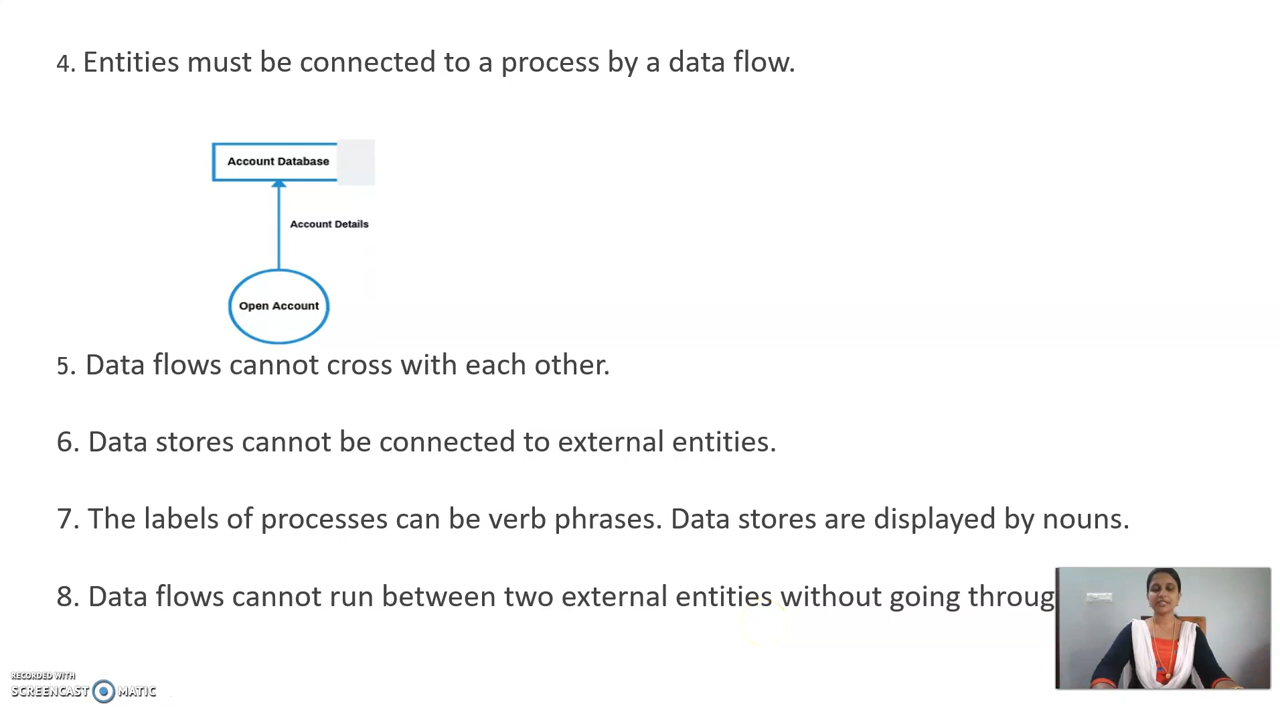 4. Entities must be connected to a process by a data flow.
Account Database
Account Details
Open Account
5. Data flows cannot cross with each other.
6. Data stores cannot be connected to external entities.
7. The labels of processes can be verb phrases. Data stores are displayed by nouns.
8. Data flows cannot run between two external entities without going throug
RECORDED WITH
SCREENCAST MATIC